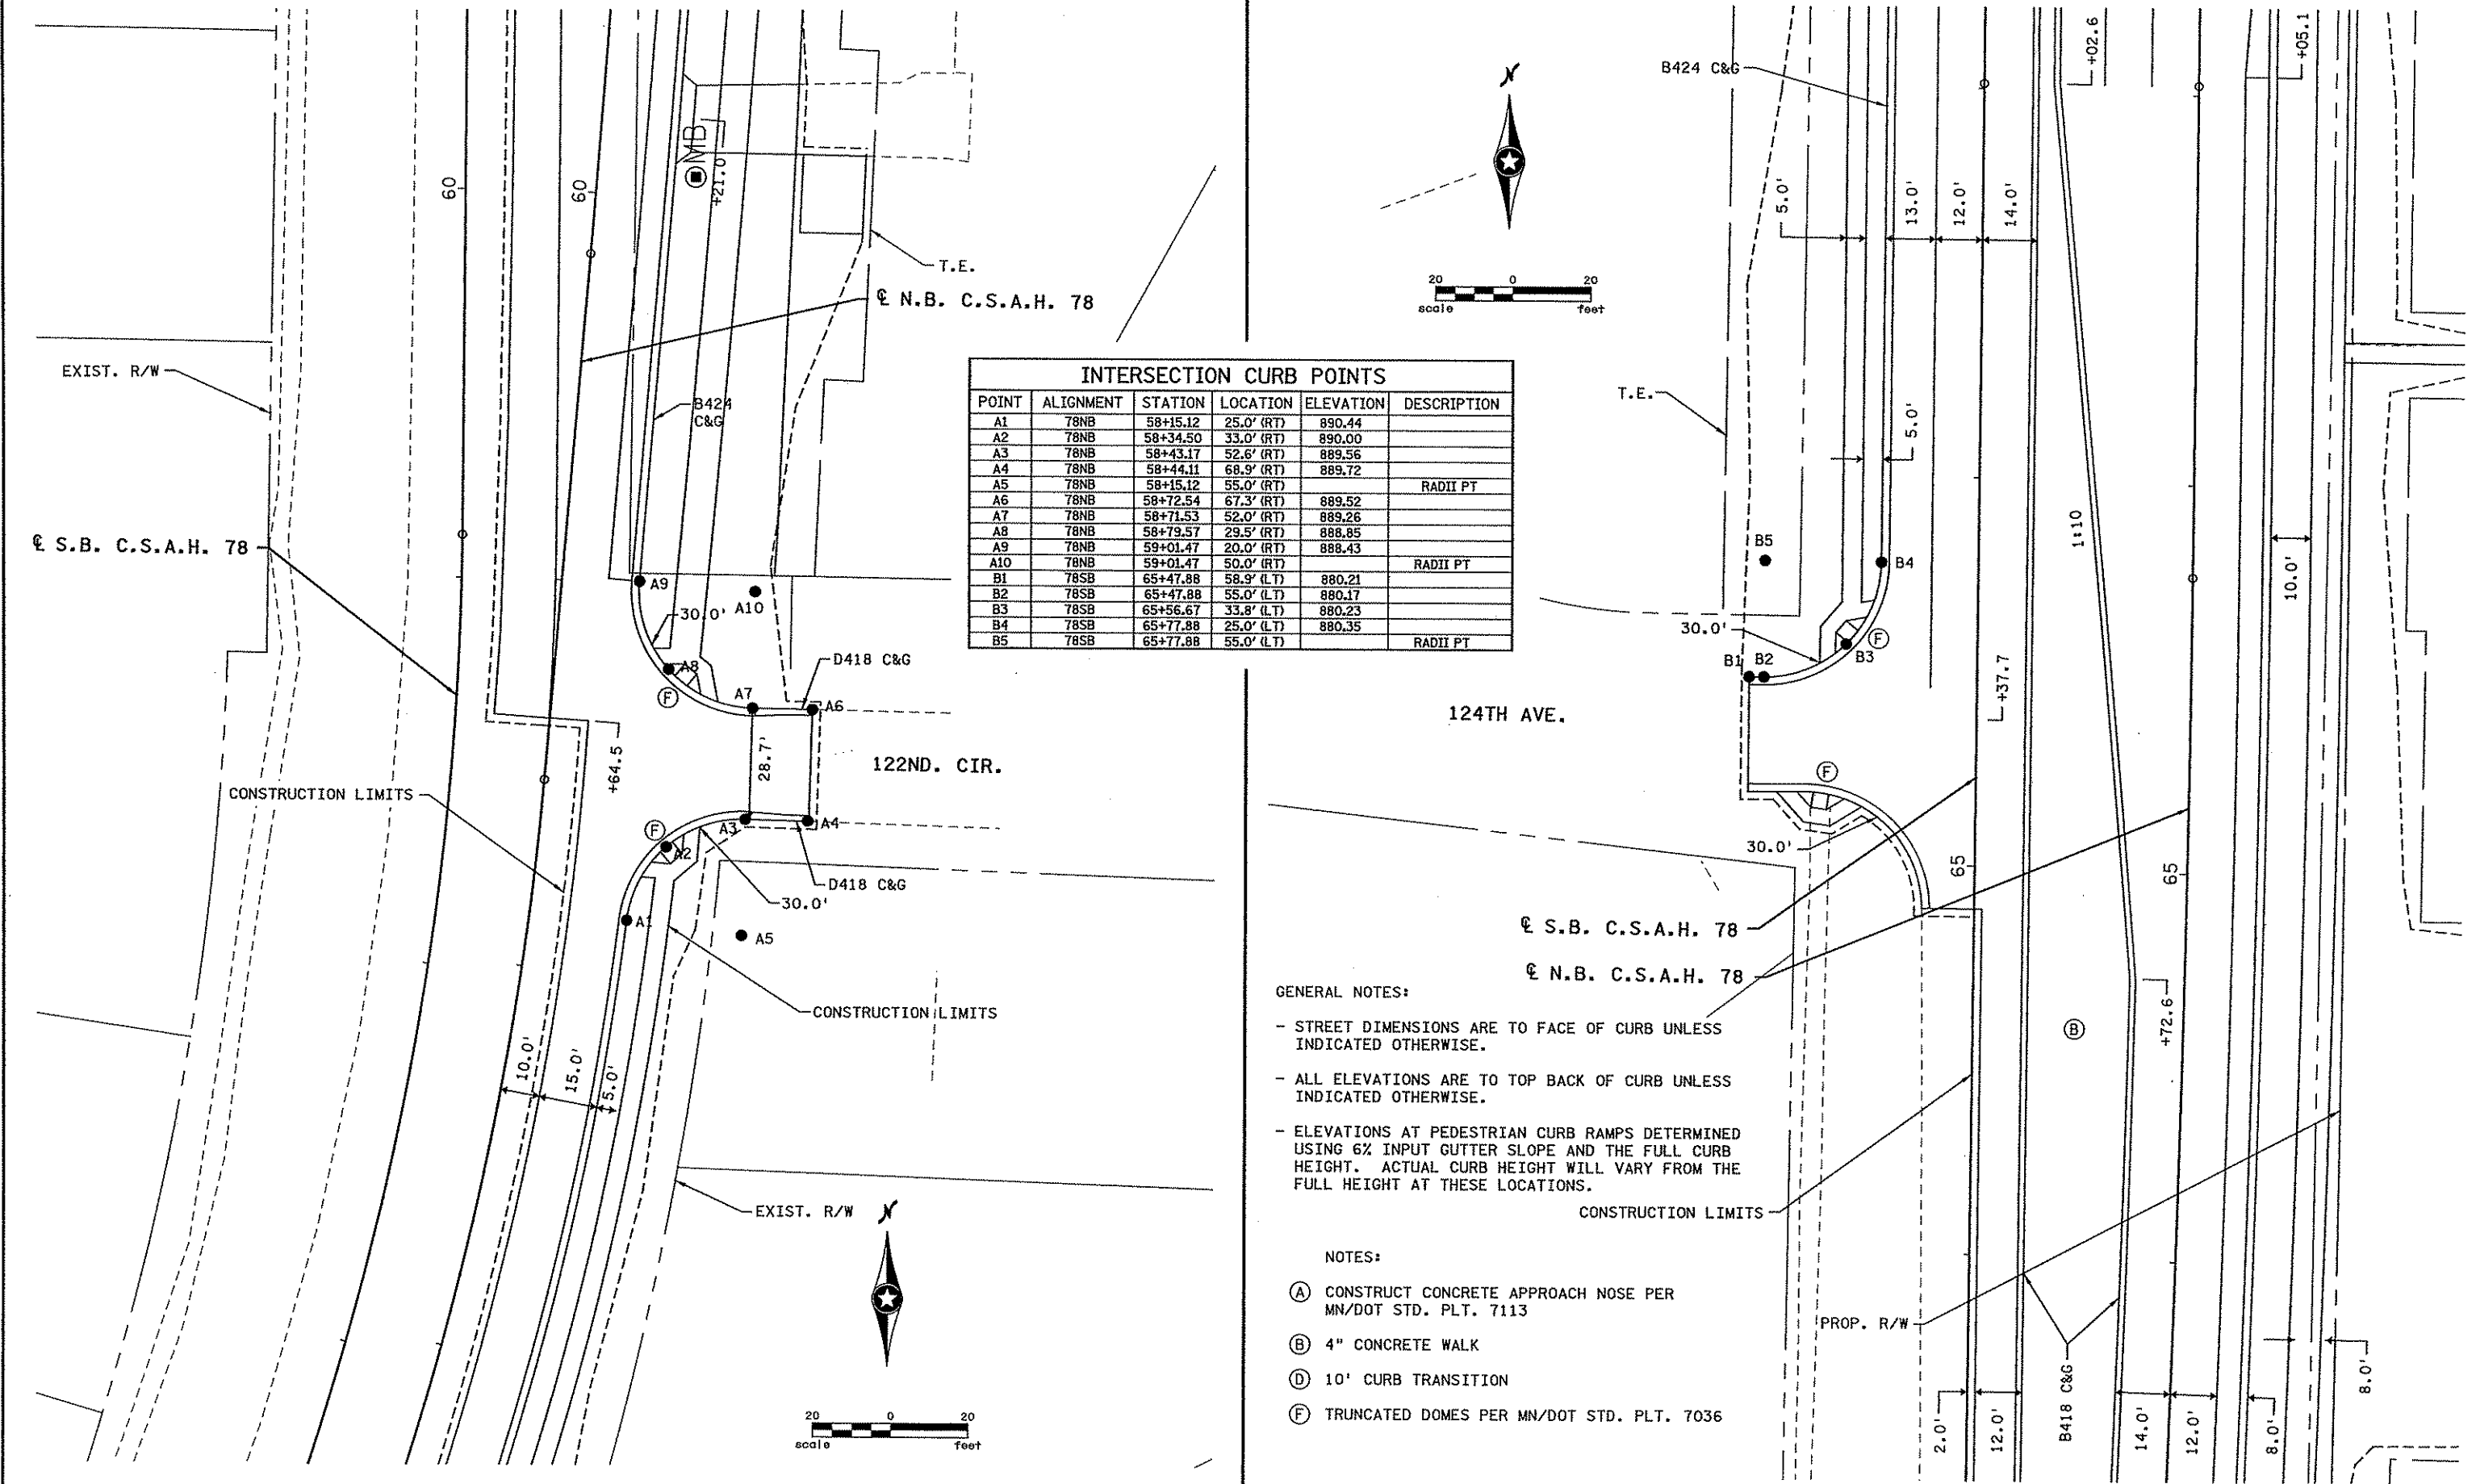 60
60
MB
+21.0
T.E.
℄ N.B. C.S.A.H. 78
EXIST. R/W
B424
C&G
℄ S.B. C.S.A.H. 78
A9
A10
30.0'
A8
D418 C&G
F
A7
A6
28.7'
122ND. CIR.
+64.5
CONSTRUCTION LIMITS
F
A3
A4
A2
D418 C&G
30.0'
A1
A5
CONSTRUCTION LIMITS
10.0'
15.0'
5.0'
EXIST. R/W
N
20 0 20
scale feet
INTERSECTION CURB POINTS
POINT ALIGNMENT STATION LOCATION ELEVATION DESCRIPTION
A1 78NB 58+15.12 25.0' (RT) 890.44
A2 78NB 58+34.50 33.0' (RT) 890.00
A3 78NB 58+43.17 52.6' (RT) 889.56
A4 78NB 58+44.11 68.9' (RT) 889.72
A5 78NB 58+15.12 55.0' (RT) RADII PT
A6 78NB 58+72.54 67.3' (RT) 889.52
A7 78NB 58+71.53 52.0' (RT) 889.26
A8 78NB 58+79.57 29.5' (RT) 888.85
A9 78NB 59+01.47 20.0' (RT) 888.43
A10 78NB 59+01.47 50.0' (RT) RADII PT
B1 78SB 65+47.88 58.9' (LT) 880.21
B2 78SB 65+47.88 55.0' (LT) 880.17
B3 78SB 65+56.67 33.8' (LT) 880.23
B4 78SB 65+77.88 25.0' (LT) 880.35
B5 78SB 65+77.88 55.0' (LT) RADII PT
N
20 0 20
scale feet
B424 C&G
+02.6
+05.1
5.0'
13.0'
12.0'
14.0'
T.E.
5.0'
1:10
10.0'
B5
B4
30.0'
F
B3
B1
B2
+37.7
124TH AVE.
F
30.0'
65
65
℄ S.B. C.S.A.H. 78
℄ N.B. C.S.A.H. 78
+72.6
B
GENERAL NOTES:
- STREET DIMENSIONS ARE TO FACE OF CURB UNLESS
INDICATED OTHERWISE.
- ALL ELEVATIONS ARE TO TOP BACK OF CURB UNLESS
INDICATED OTHERWISE.
- ELEVATIONS AT PEDESTRIAN CURB RAMPS DETERMINED
USING 6% INPUT GUTTER SLOPE AND THE FULL CURB
HEIGHT. ACTUAL CURB HEIGHT WILL VARY FROM THE
FULL HEIGHT AT THESE LOCATIONS.
CONSTRUCTION LIMITS
NOTES:
A CONSTRUCT CONCRETE APPROACH NOSE PER
MN/DOT STD. PLT. 7113
B 4" CONCRETE WALK
D 10' CURB TRANSITION
F TRUNCATED DOMES PER MN/DOT STD. PLT. 7036
PROP. R/W
2.0'
12.0'
B418 C&G
14.0'
12.0'
8.0'
8.0'